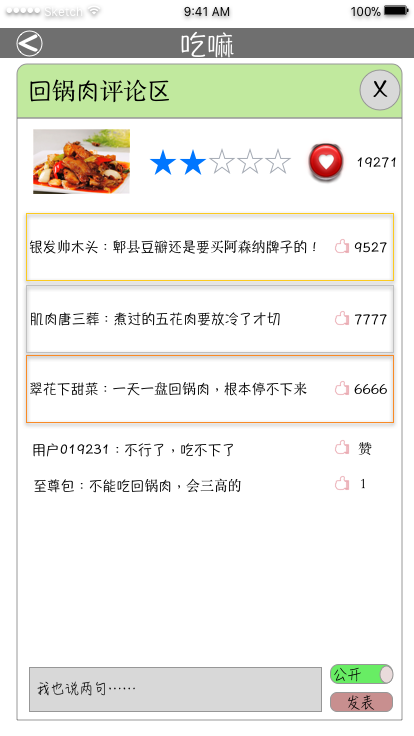 Sketch 9:41 AM 100%
吃嘛
回锅肉评论区 X
19271
银发帅木头：郫县豆瓣还是要买阿森纳牌子的！ 9527
肌肉唐三葬：煮过的五花肉要放冷了才切 7777
翠花下甜菜：一天一盘回锅肉，根本停不下来 6666
用户019231：不行了，吃不下了 赞
至尊包：不能吃回锅肉，会三高的 1
公开
我也说两句……
发表